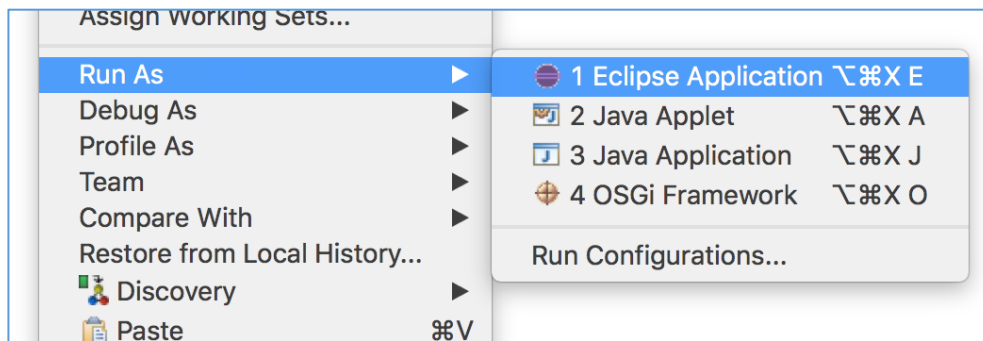 Assign Working Sets...
Run As
Debug As
Profile As
Team
Compare With
Restore from Local History...
Discovery
Paste ⌘V
1 Eclipse Application ⌥⌘X E
2 Java Applet ⌥⌘X A
3 Java Application ⌥⌘X J
4 OSGi Framework ⌥⌘X O
Run Configurations...